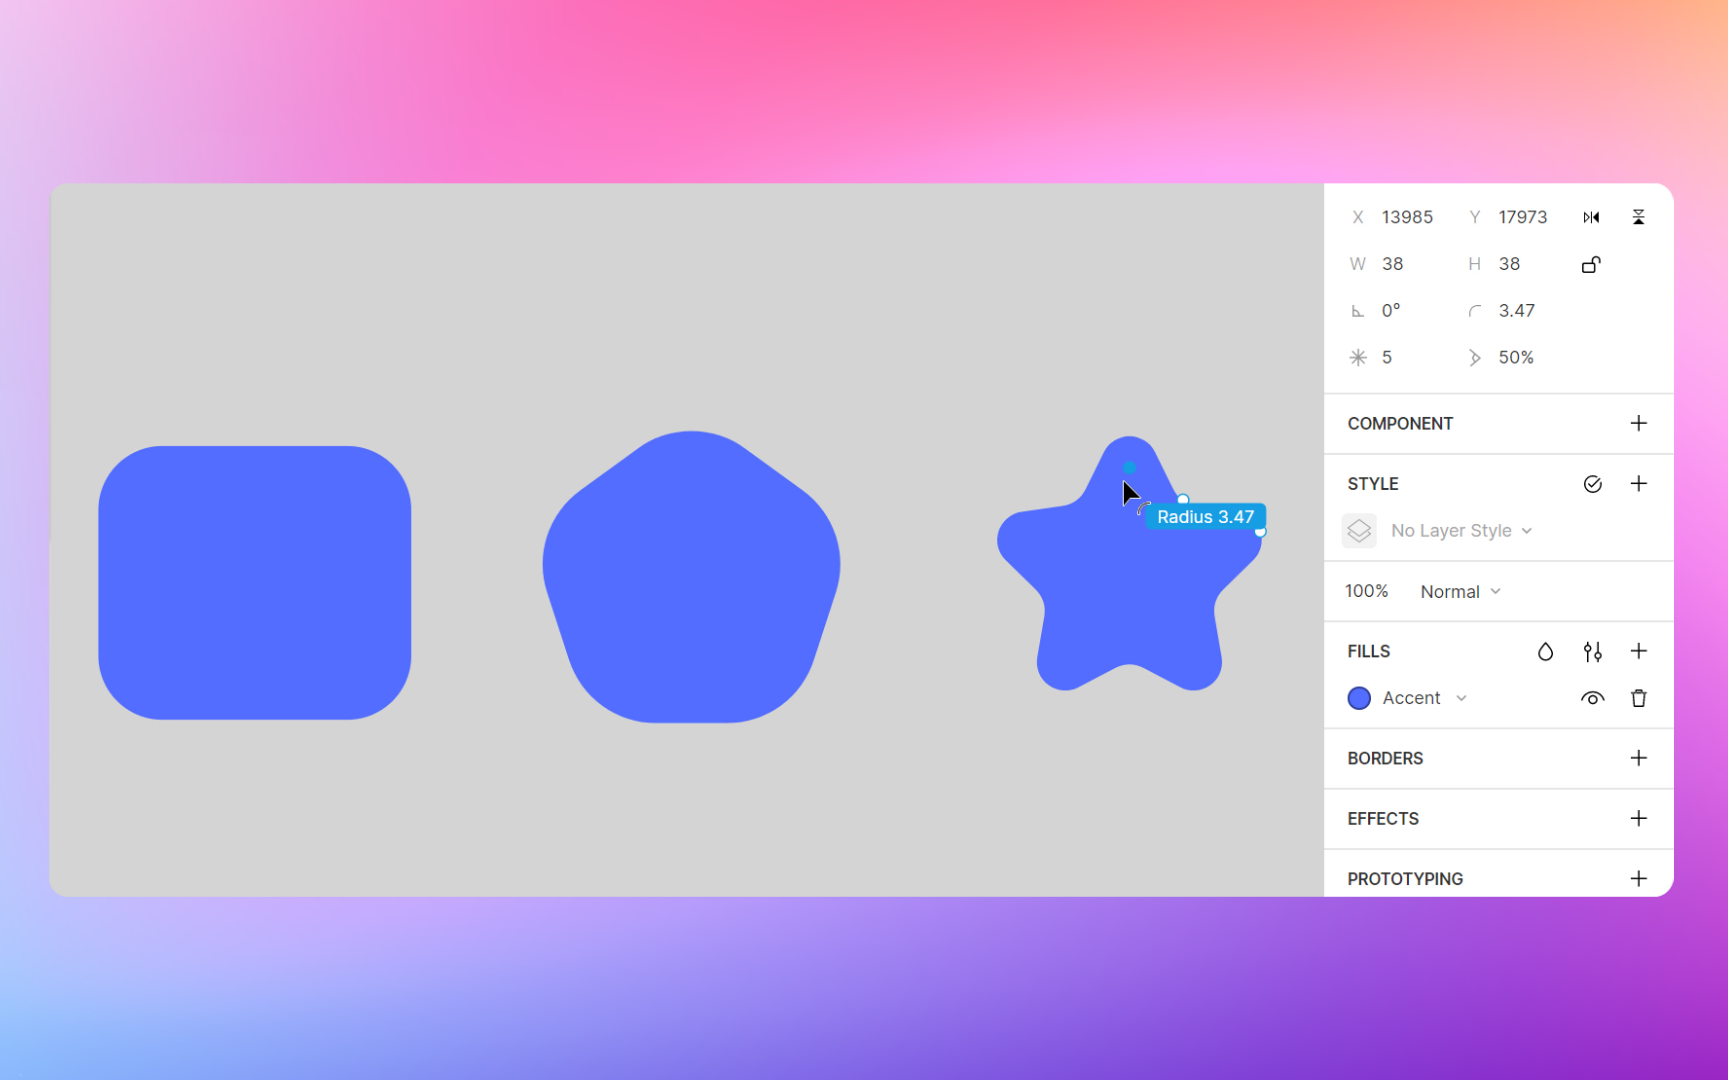 X 13985 Y 17973
W 38 H 38
0° 3.47
5 50%
COMPONENT
STYLE
Radius 3.47
No Layer Style
100% Normal
FILLS
Accent
BORDERS
EFFECTS
PROTOTYPING